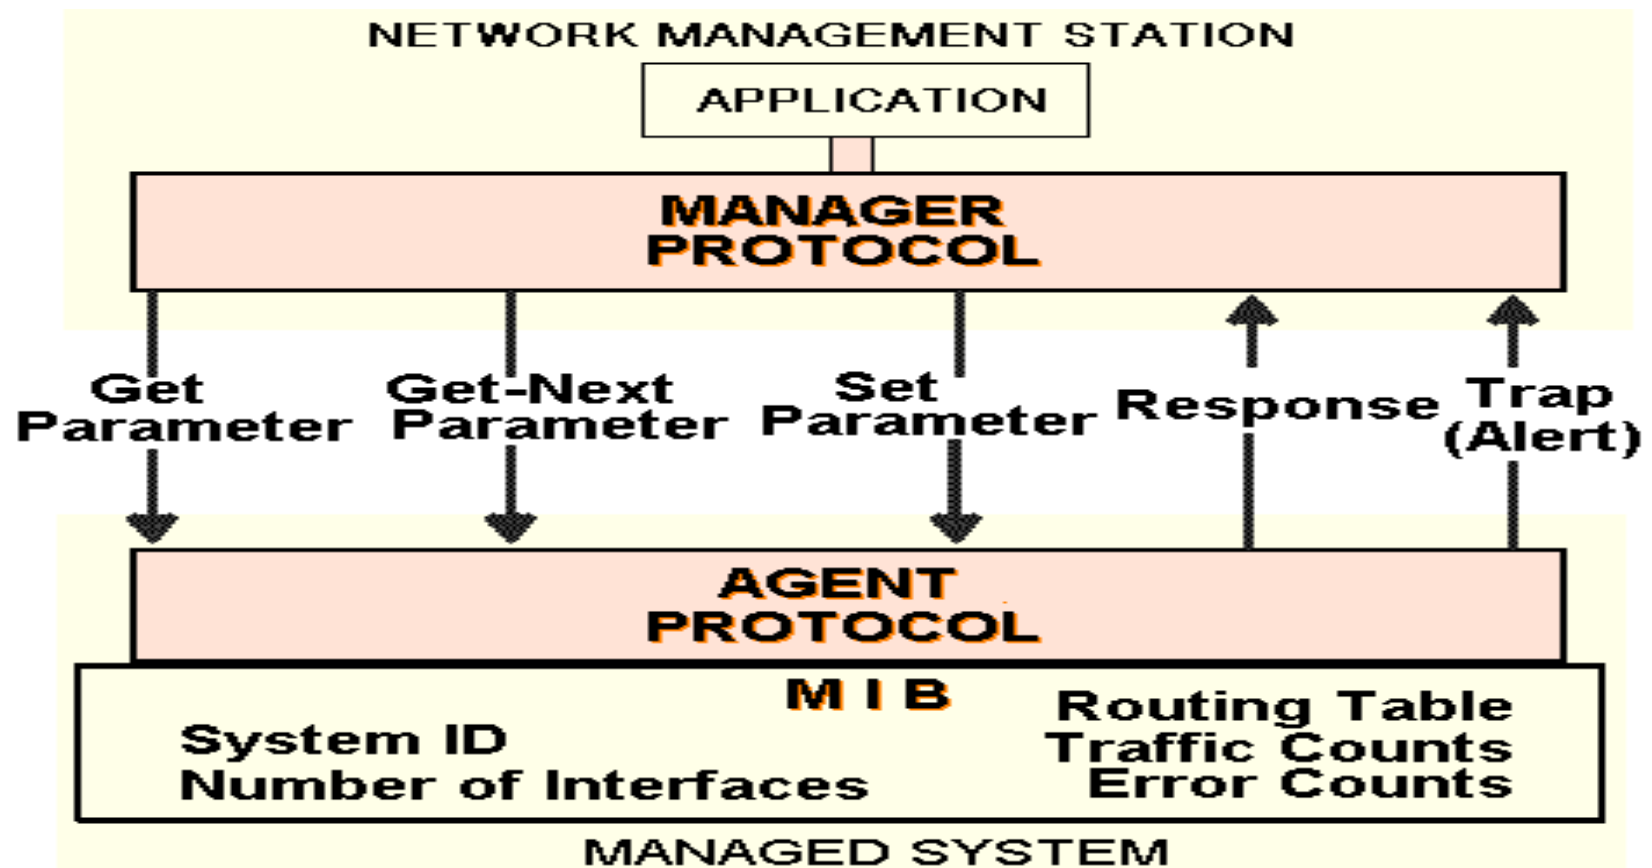 NETWORK MANAGEMENT STATION
APPLICATION
MANAGER
PROTOCOL
Get
Parameter
Get-Next
Parameter
Set
Parameter
Response
Trap
(Alert)
AGENT
PROTOCOL
M I B
System ID
Number of Interfaces
Routing Table
Traffic Counts
Error Counts
MANAGED SYSTEM